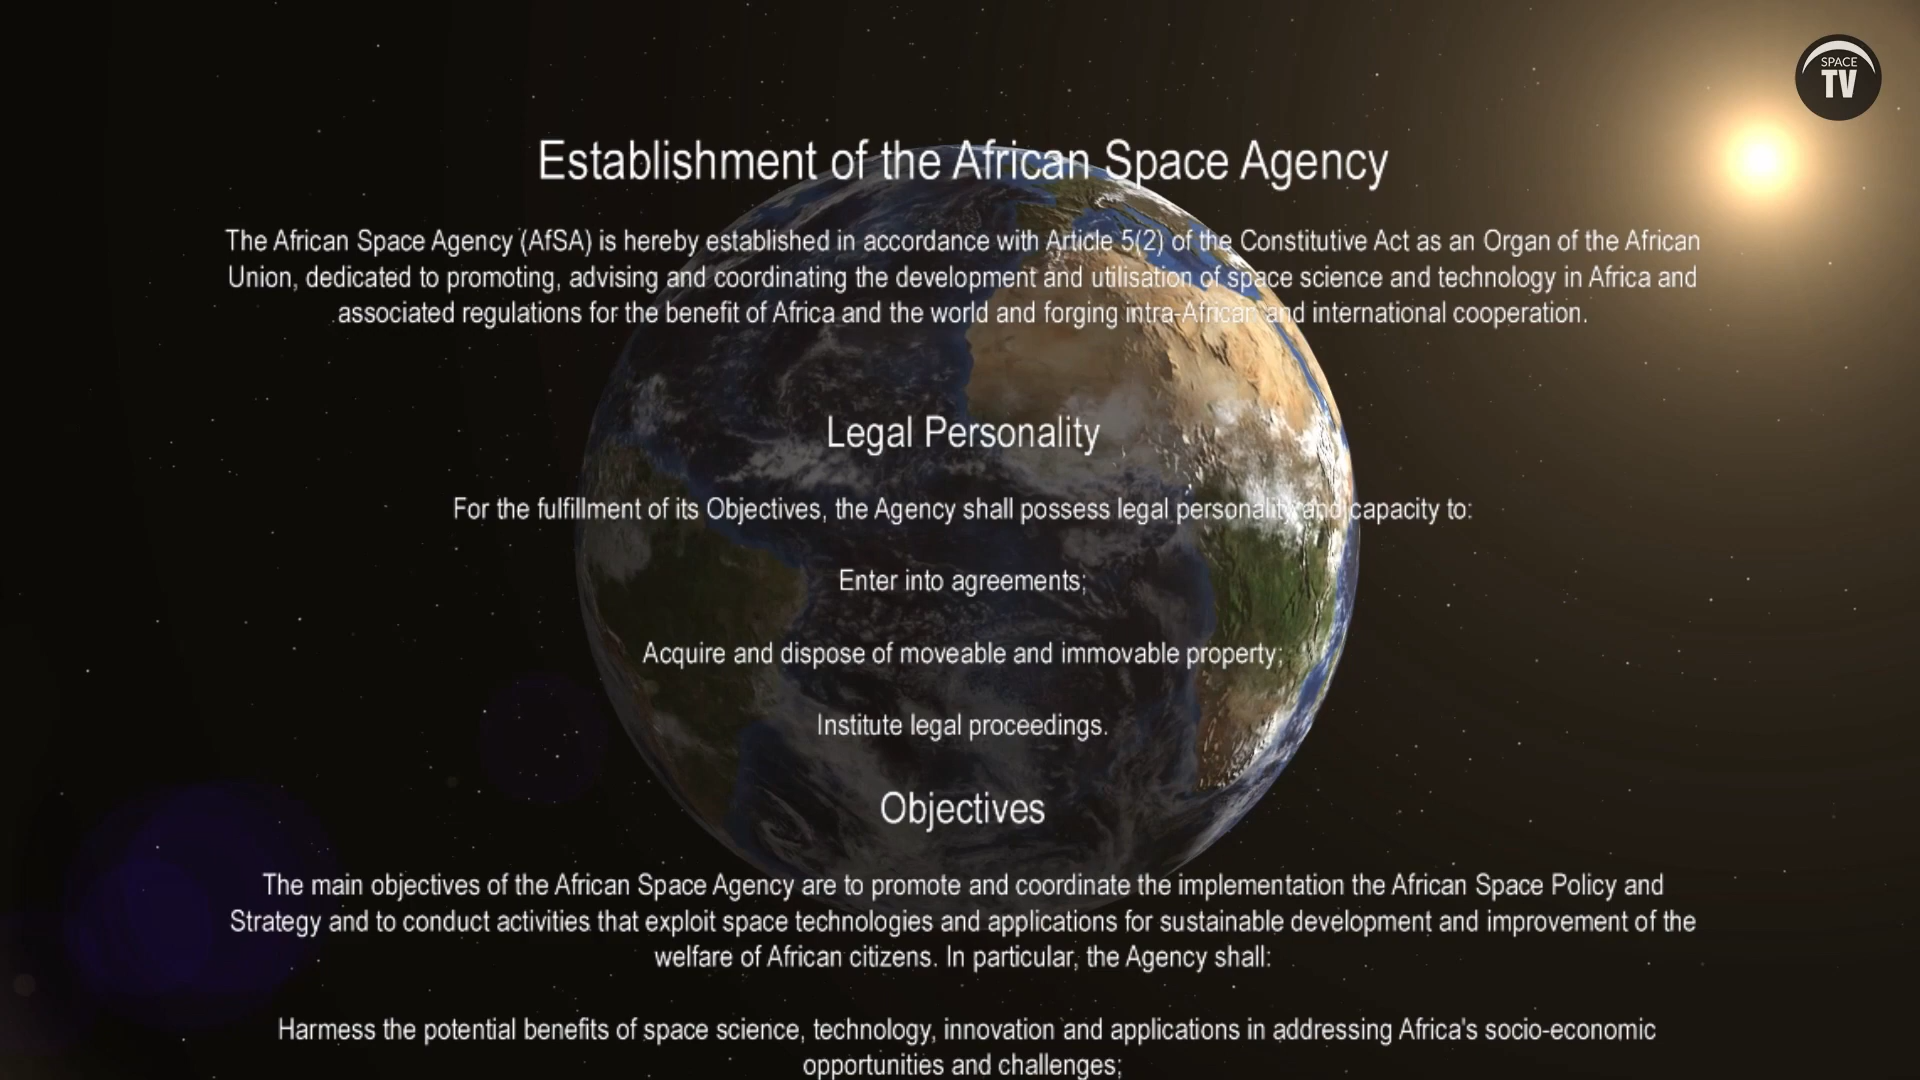 SPACE
TV
Establishment of the African Space Agency
The African Space Agency (AfSA) is hereby established in accordance with Article 5(2) of the Constitutive Act as an Organ of the African
Union, dedicated to promoting, advising and coordinating the development and utilisation of space science and technology in Africa and
associated regulations for the benefit of Africa and the world and forging intra-African and international cooperation.
Legal Personality
For the fulfillment of its Objectives, the Agency shall possess legal personality and capacity to:
Enter into agreements;
Acquire and dispose of moveable and immovable property;
Institute legal proceedings.
Objectives
The main objectives of the African Space Agency are to promote and coordinate the implementation the African Space Policy and
Strategy and to conduct activities that exploit space technologies and applications for sustainable development and improvement of the
welfare of African citizens. In particular, the Agency shall:
Harness the potential benefits of space science, technology, innovation and applications in addressing Africa's socio-economic
opportunities and challenges;